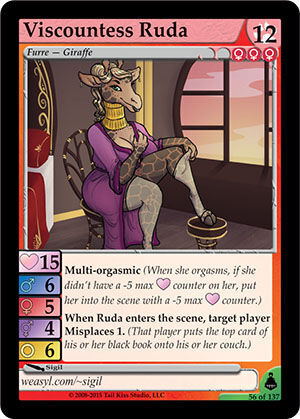 Viscountess Ruda 12
Furre — Giraffe
15
6
5
4
6
Multi-orgasmic (When she orgasms, if she
didn't have a -5 max counter on her, put
her into the scene with a -5 max counter.)
When Ruda enters the scene, target player
Misplaces 1. (That player puts the top card of
his or her black book onto his or her couch.)
Sigil
weasyl.com/~sigil
© 2008-2015 Tail Kiss Studio, LLC
56 of 137